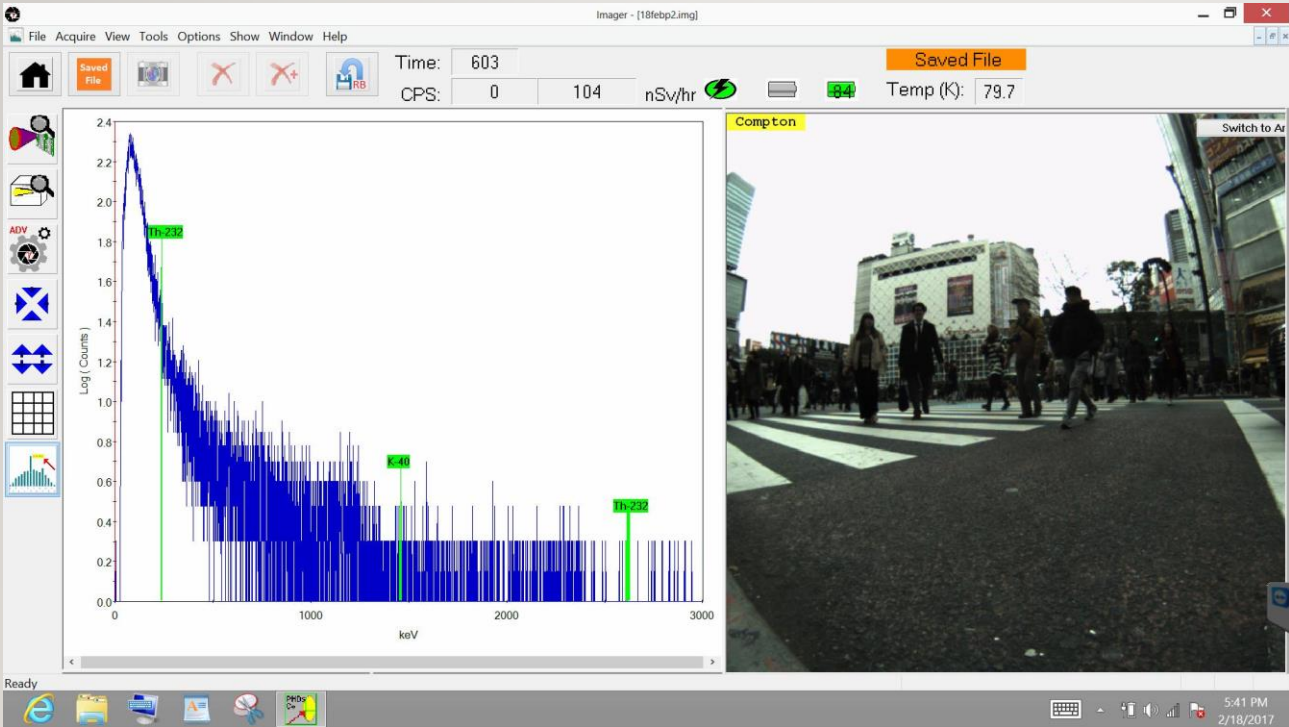 Imager - [18febp2.img]
File Acquire View Tools Options Show Window Help
Saved File
RB
Time: 603
CPS: 0 104 nSv/hr
84
Saved File
Temp (K): 79.7
ADV
2.4
2.2
2.0
1.8
1.6
1.4
1.2
1.0
0.8
0.6
0.4
0.2
0.0
Log ( Counts )
Th-232
K-40
Th-232
0 1000 2000 3000
keV
Compton
Switch to Ar
Ready
PHDs
Co
5:41 PM
2/18/2017